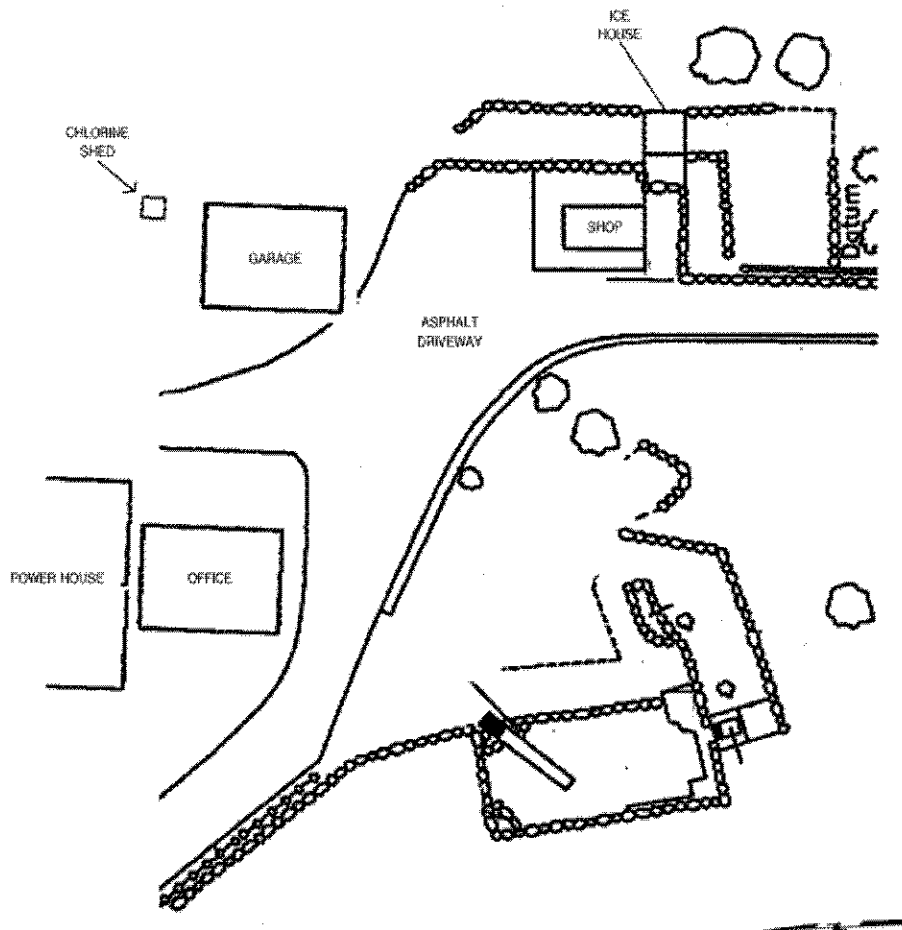 ICE
HOUSE
CHLORINE
SHED
Datum
SHOP
GARAGE
ASPHALT
DRIVEWAY
POWER HOUSE
OFFICE